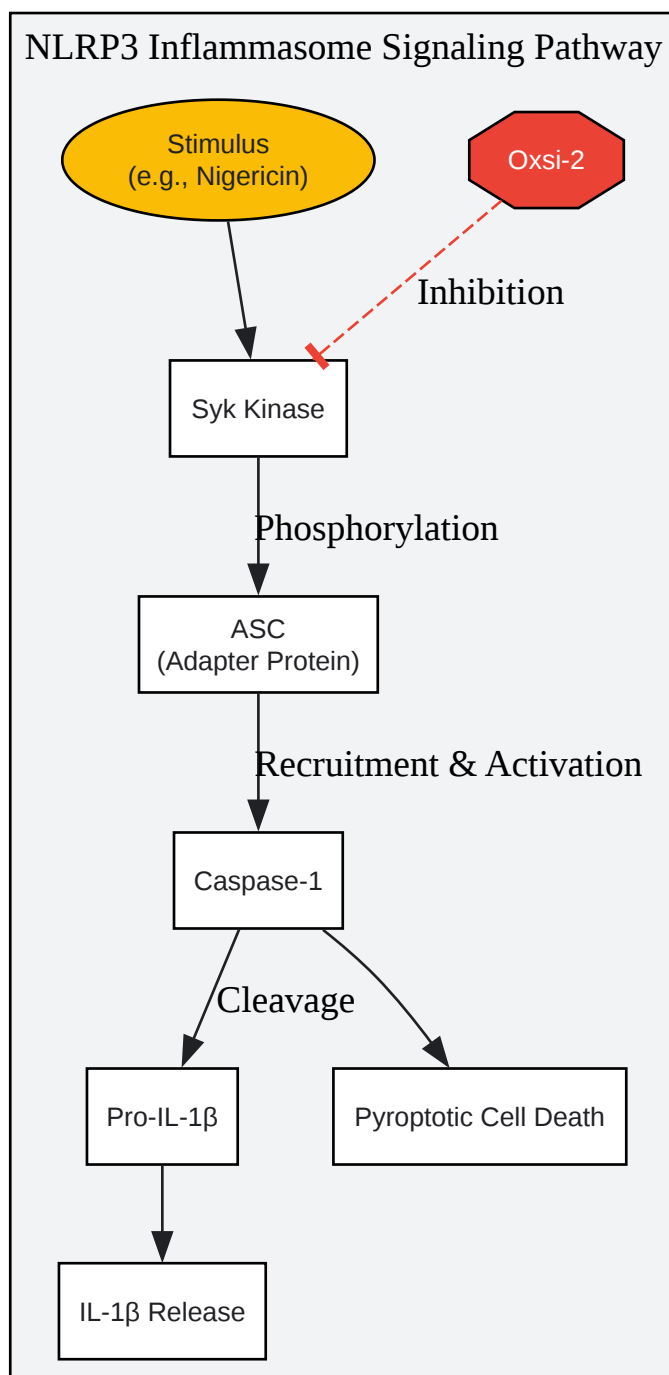 NLRP3 Inflammasome Signaling Pathway
Stimulus
(e.g., Nigericin)
Oxsi-2
Inhibition
Syk Kinase
Phosphorylation
ASC
(Adapter Protein)
Recruitment & Activation
Caspase-1
Cleavage
Pro-IL-1β
Pyroptotic Cell Death
IL-1β Release